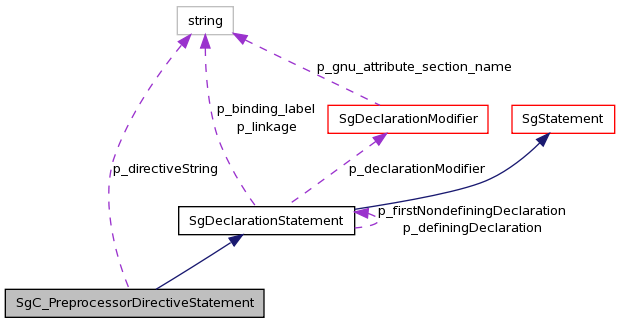 string
p_gnu_attribute_section_name
p_binding_label
p_linkage
SgDeclarationModifier
SgStatement
p_directiveString
p_declarationModifier
SgDeclarationStatement
p_firstNondefiningDeclaration
p_definingDeclaration
SgC_PreprocessorDirectiveStatement